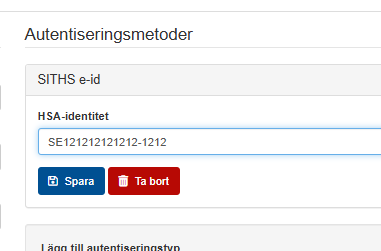 Autentiseringsmetoder
SITHS e-id
HSA-identitet
SE121212121212-1212
Spara Ta bort
Lägg till autentiseringstyp